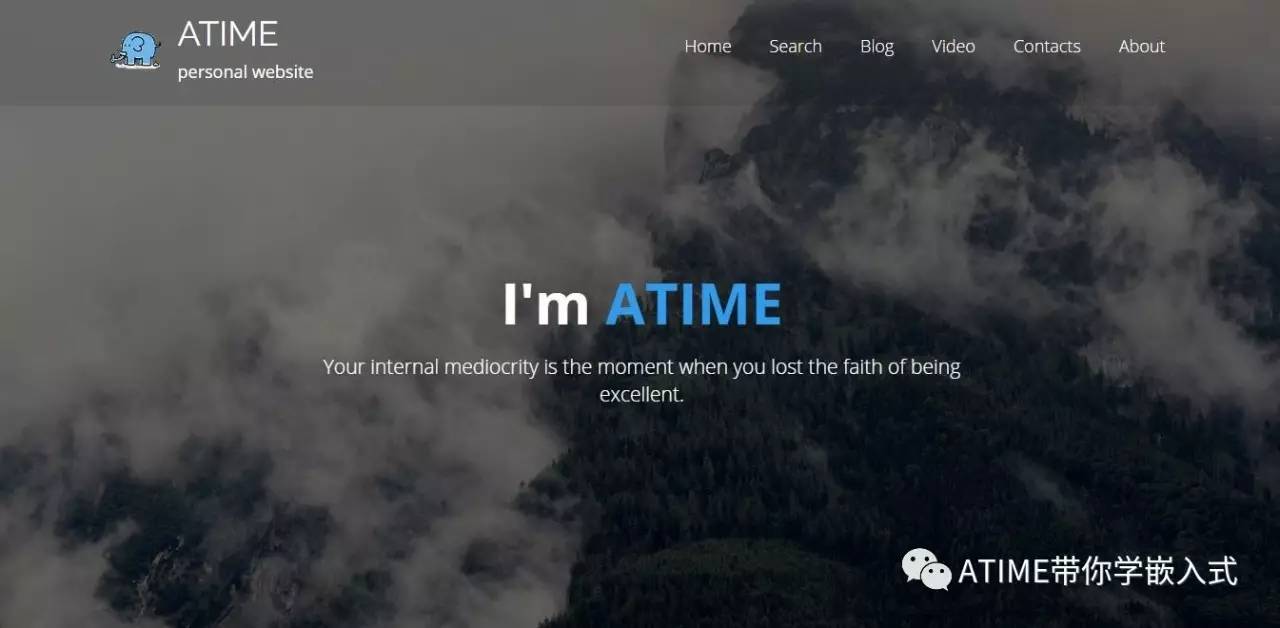 ATIME
personal website
Home Search Blog Video Contacts About
I'm ATIME
Your internal mediocrity is the moment when you lost the faith of being
excellent.
ATIME带你学嵌入式